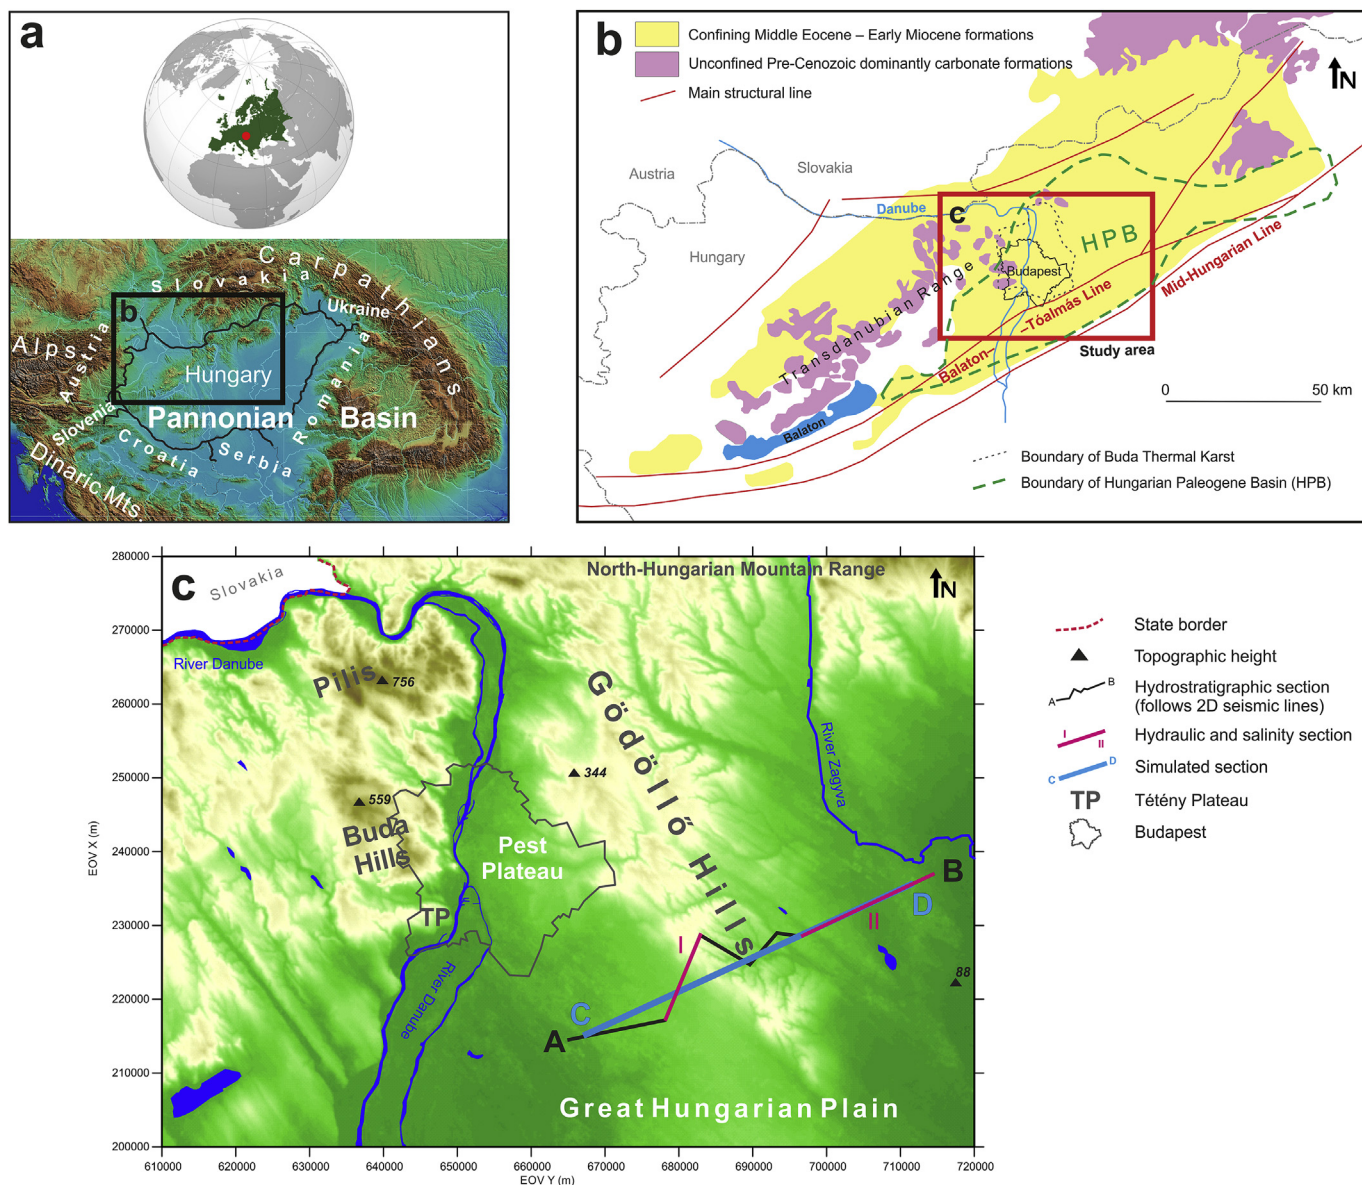 a
Carpathians
Slovakia
Ukraine
b
Alps
Austria
Hungary
Romania
Slovenia
Pannonian Basin
Croatia
Serbia
Dinaric Mts.
b
Confining Middle Eocene – Early Miocene formations
Unconfined Pre-Cenozoic dominantly carbonate formations
Main structural line
N
Austria
Slovakia
Danube
c
HPB
Hungary
Budapest
Mid-Hungarian Line
Transdanubian Range
Balaton–Tóalmás Line
Study area
0 50 km
Balaton
Boundary of Buda Thermal Karst
Boundary of Hungarian Paleogene Basin (HPB)
c
Slovakia
North-Hungarian Mountain Range
N
River Danube
Pilis
756
Gödöllő Hills
River Zagyva
344
559
Buda
Hills
Pest
Plateau
TP
River Danube
I
II
A
B
C
D
88
Great Hungarian Plain
280000
270000
260000
250000
240000
230000
220000
210000
200000
EOV X (m)
610000 620000 630000 640000 650000 660000 670000 680000 690000 700000 710000 720000
EOV Y (m)
State border
Topographic height
A B Hydrostratigraphic section
(follows 2D seismic lines)
I II Hydraulic and salinity section
C D Simulated section
TP Tétény Plateau
Budapest